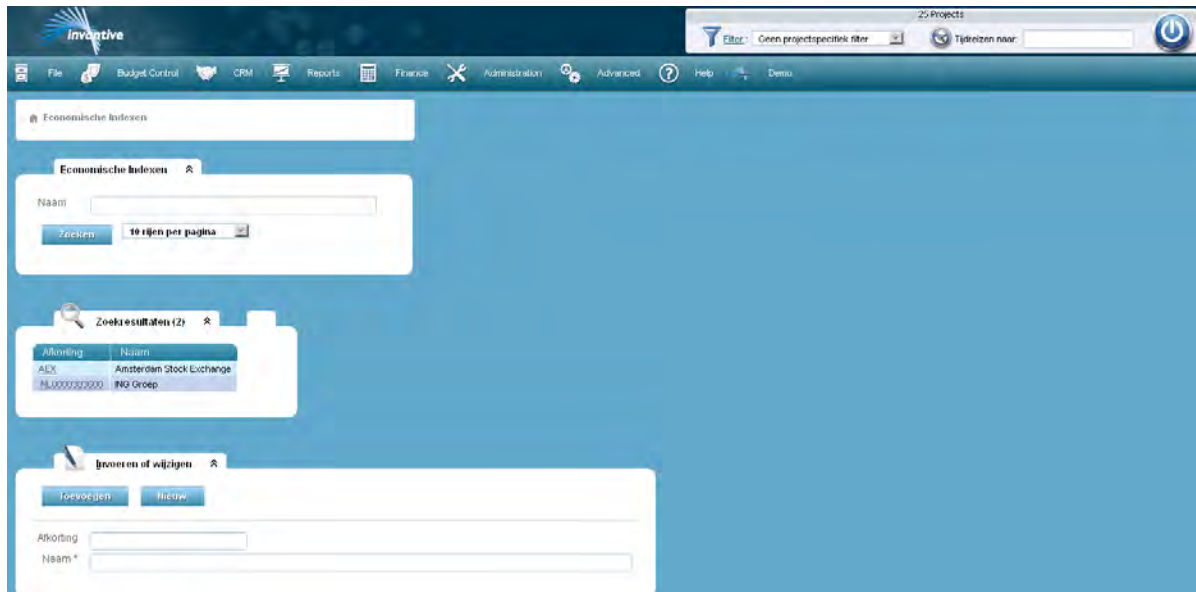 invantive
25 Projects
Filter: Geen projectspecifiek filter Tijdreizen naar:
File Budget Control CRM Reports Finance Administration Advanced Help Demo
Economische Indexen
Economische Indexen
Naam
Zoeken 10 rijen per pagina
Zoekresultaten (2)
Afkorting Naam
AEX Amsterdam Stock Exchange
ING Groep
Invoeren of wijzigen
Toevoegen Nieuw
Afkorting
Naam *